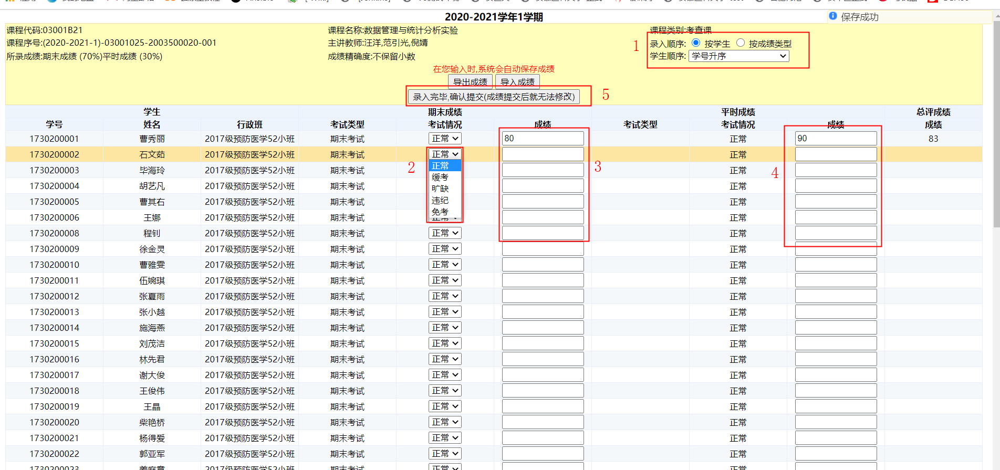 2020-2021学年1学期
保存成功
课程代码:03001B21 课程名称:数据管理与统计分析实验 课程类别:考查课
课程序号:(2020-2021-1)-03001025-2003500020-001 主讲教师:汪洋,范引光,倪婧 1 录入顺序: 按学生 按成绩类型
所录成绩:期末成绩 (70%)平时成绩 (30%) 成绩精确度:不保留小数 学生顺序: 学号升序
在您输入时,系统会自动保存成绩
导出成绩 导入成绩
录入完毕,确认提交(成绩提交后就无法修改) 5
学生 期末成绩 平时成绩 总评成绩
学号 姓名 行政班 考试类型 考试情况 成绩 考试类型 考试情况 成绩 成绩
1730200001 曹秀丽 2017级预防医学52小班 期末考试 正常 80 正常 90 83
1730200002 石文茹 2017级预防医学52小班 期末考试 正常 正常
1730200003 毕海玲 2017级预防医学52小班 期末考试 2 正常 3 4 正常
1730200004 胡艺凡 2017级预防医学52小班 期末考试 缓考 正常
1730200005 曹其右 2017级预防医学52小班 期末考试 旷缺 正常
违纪
免考
1730200006 王娜 2017级预防医学52小班 期末考试 正常 正常
1730200008 程钊 2017级预防医学52小班 期末考试 正常 正常
1730200009 徐金灵 2017级预防医学52小班 期末考试 正常 正常
1730200010 曹雅雯 2017级预防医学52小班 期末考试 正常 正常
1730200011 伍婉琪 2017级预防医学52小班 期末考试 正常 正常
1730200012 张夏雨 2017级预防医学52小班 期末考试 正常 正常
1730200013 张小越 2017级预防医学52小班 期末考试 正常 正常
1730200014 施海燕 2017级预防医学52小班 期末考试 正常 正常
1730200015 刘茂洁 2017级预防医学52小班 期末考试 正常 正常
1730200016 林先君 2017级预防医学52小班 期末考试 正常 正常
1730200017 谢大俊 2017级预防医学52小班 期末考试 正常 正常
1730200018 王俊伟 2017级预防医学52小班 期末考试 正常 正常
1730200019 王晶 2017级预防医学52小班 期末考试 正常 正常
1730200020 柴艳桥 2017级预防医学52小班 期末考试 正常 正常
1730200021 杨得爱 2017级预防医学52小班 期末考试 正常 正常
1730200022 郭亚军 2017级预防医学52小班 期末考试 正常 正常
1730200023 2017级预防医学52小班 期末考试 正常 正常